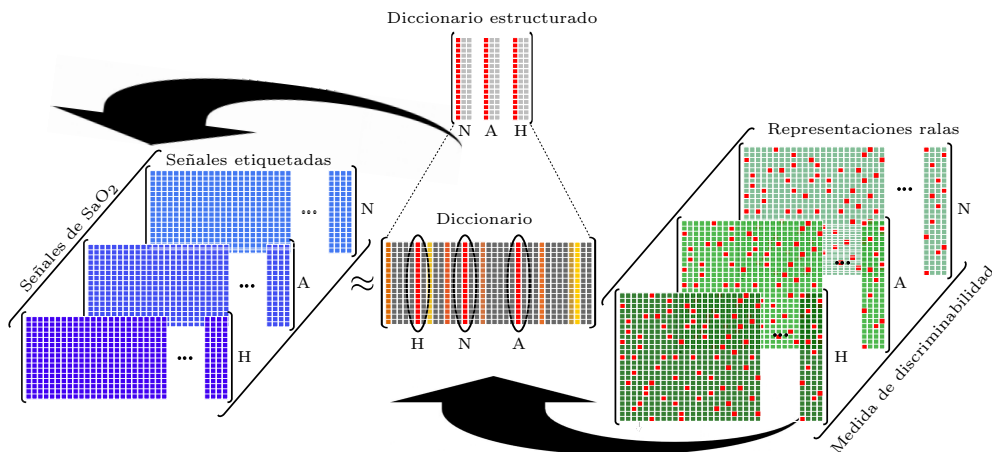 Diccionario estructurado
N A H
Señales etiquetadas
Representaciones ralas
Señales de SaO₂
...
N
A
H
≈
Diccionario
H N A
...
N
A
H
Medida de discriminabilidad